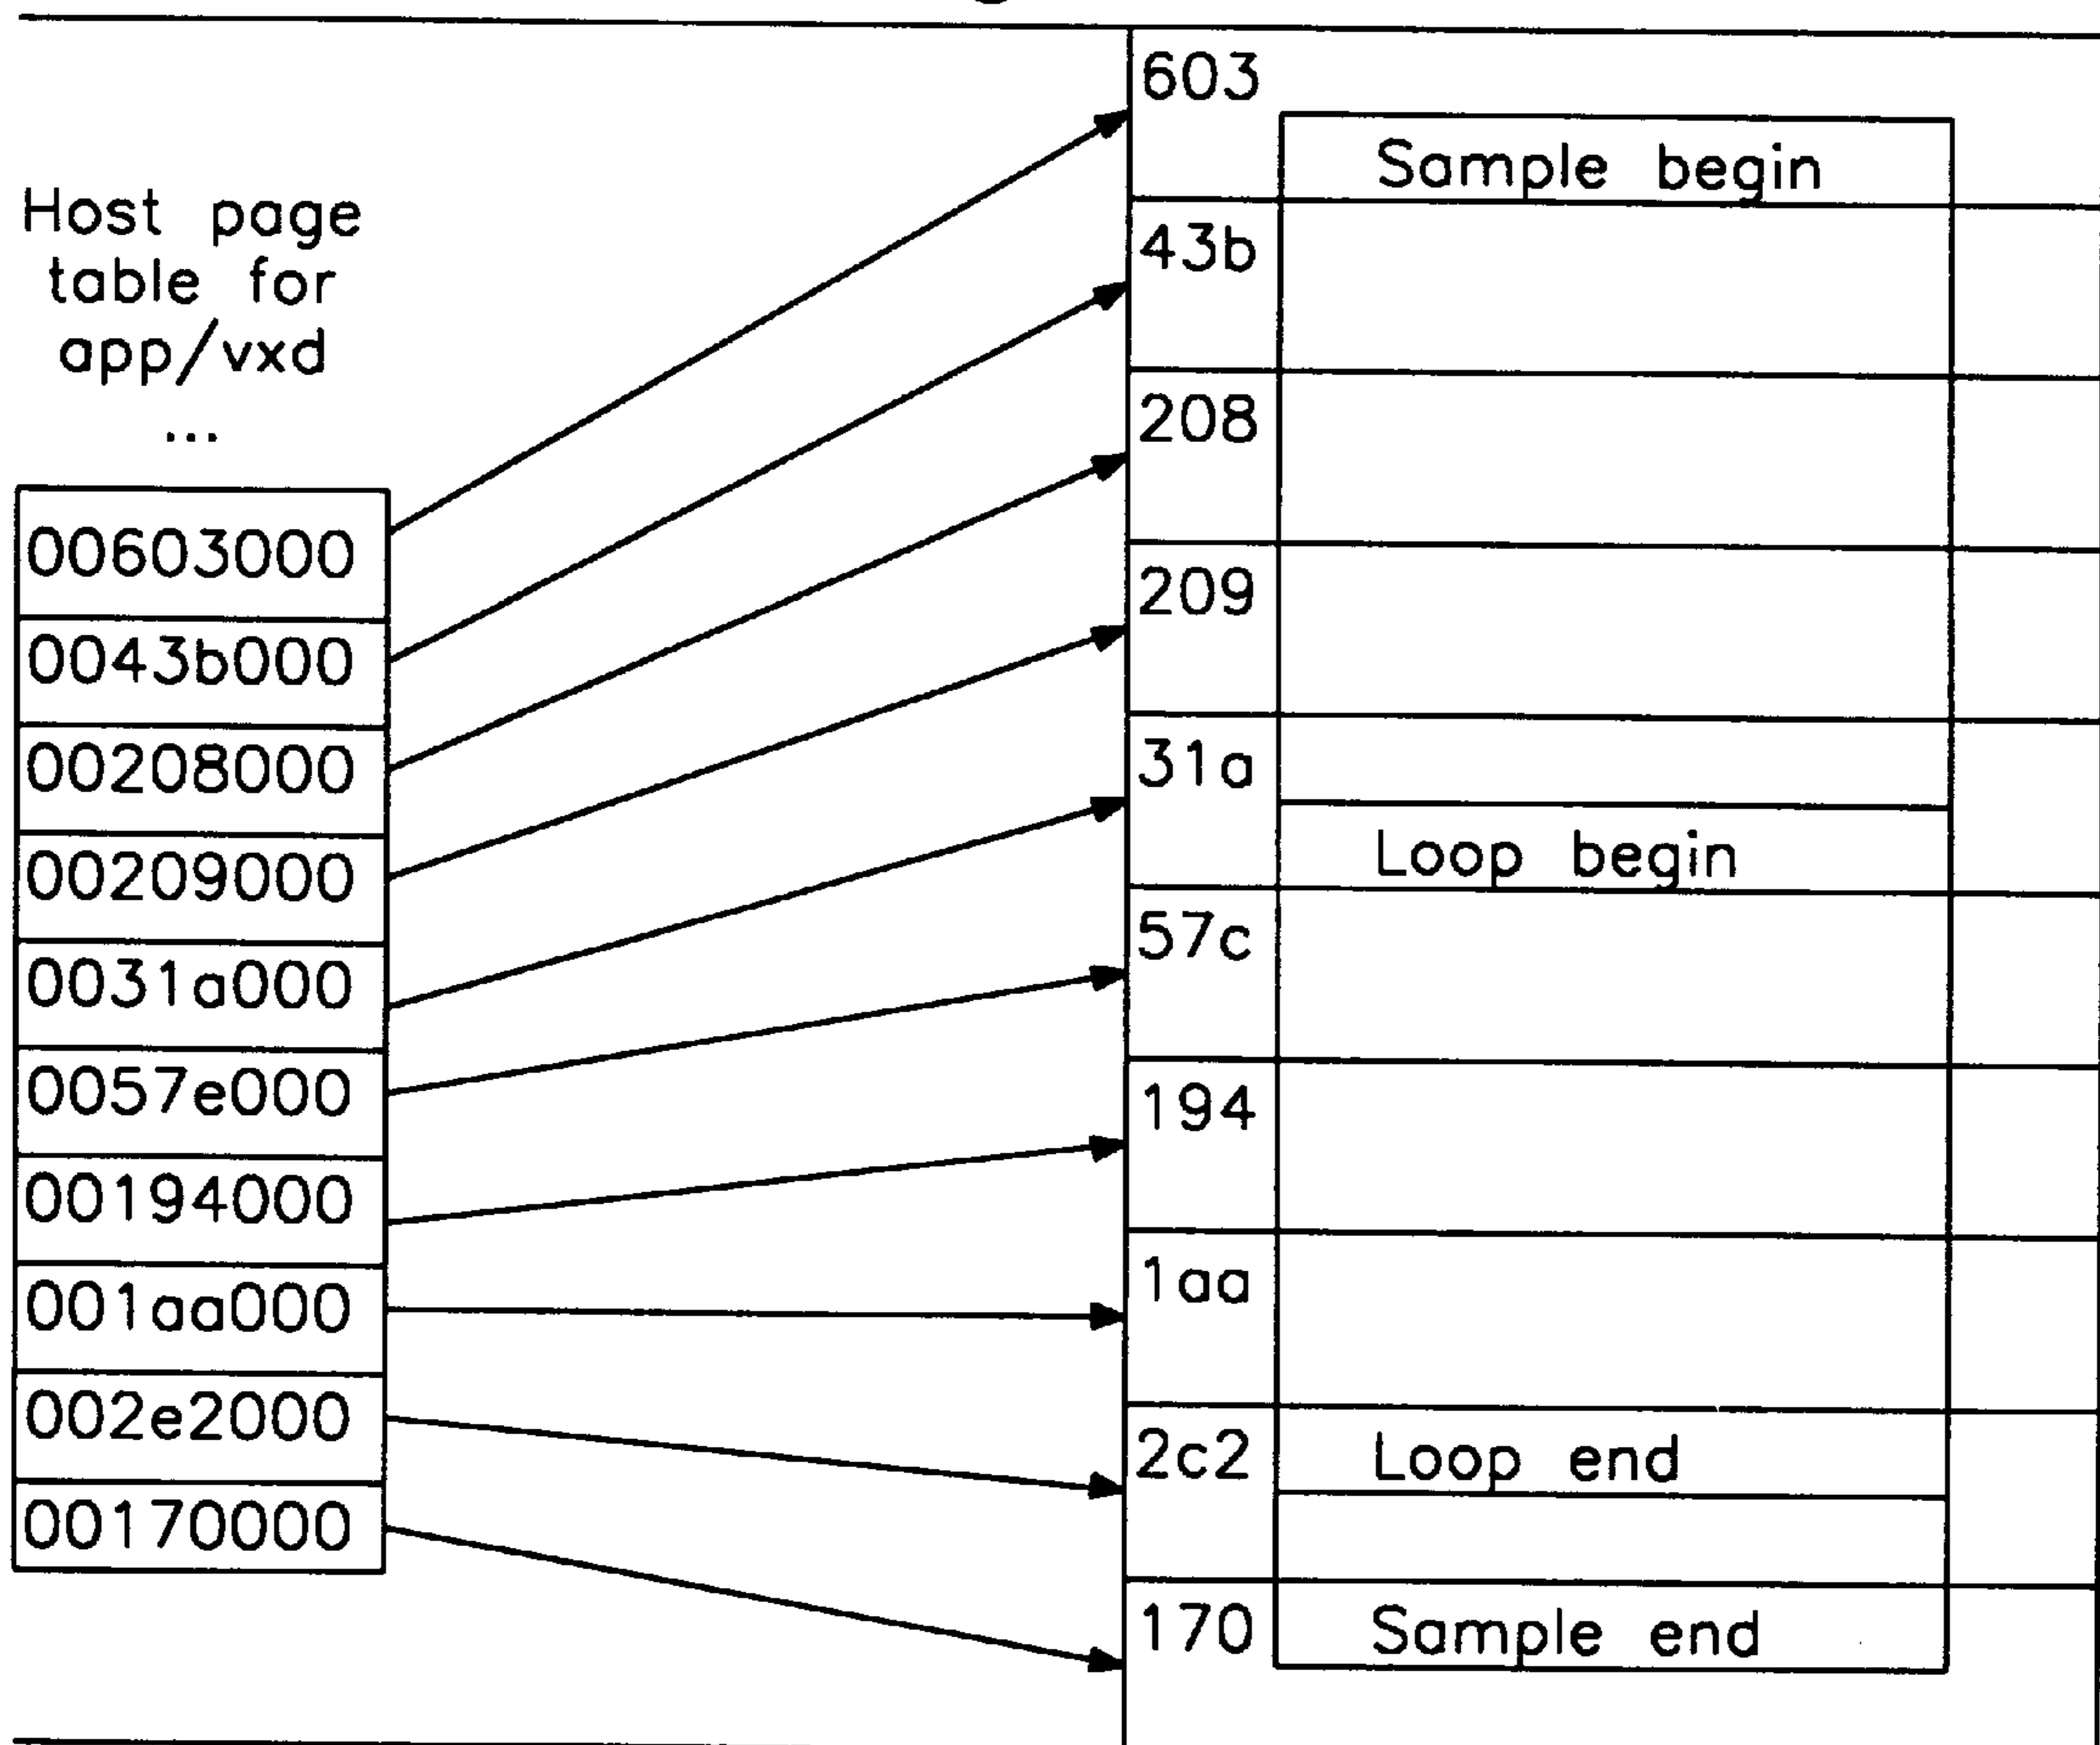 Host page
table for
app/vxd
...
00603000
0043b000
00208000
00209000
0031a000
0057e000
00194000
001aa000
002e2000
00170000
603
Sample begin
43b
208
209
31a
Loop begin
57c
194
1aa
2c2
Loop end
170
Sample end